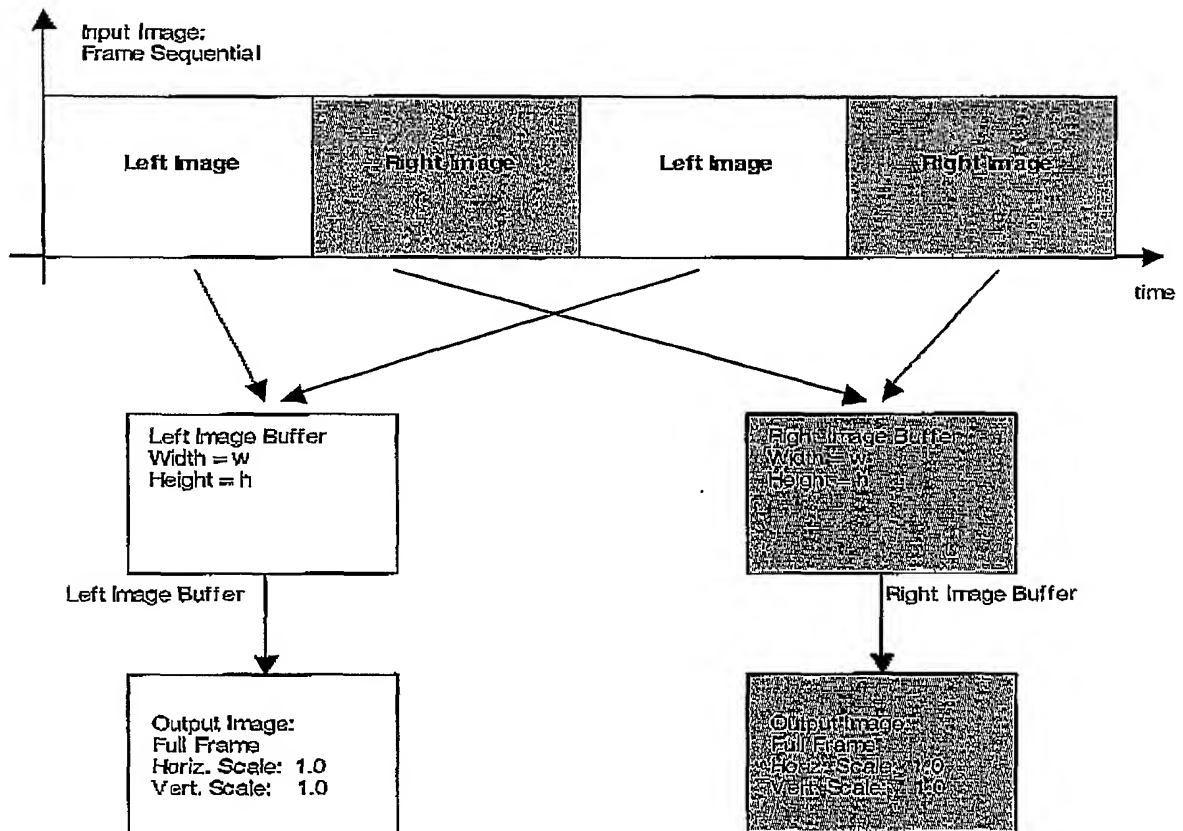 Input Image:
Frame Sequential
Left Image
Right Image
Left Image
Right Image
time
Left Image Buffer
Width = w
Height = h
Right Image Buffer
Width = w
Height = h
Left Image Buffer
Right Image Buffer
Output Image:
Full Frame
Horiz. Scale: 1.0
Vert. Scale: 1.0
Output Image:
Full Frame
Horiz. Scale: 1.0
Vert. Scale: 1.0